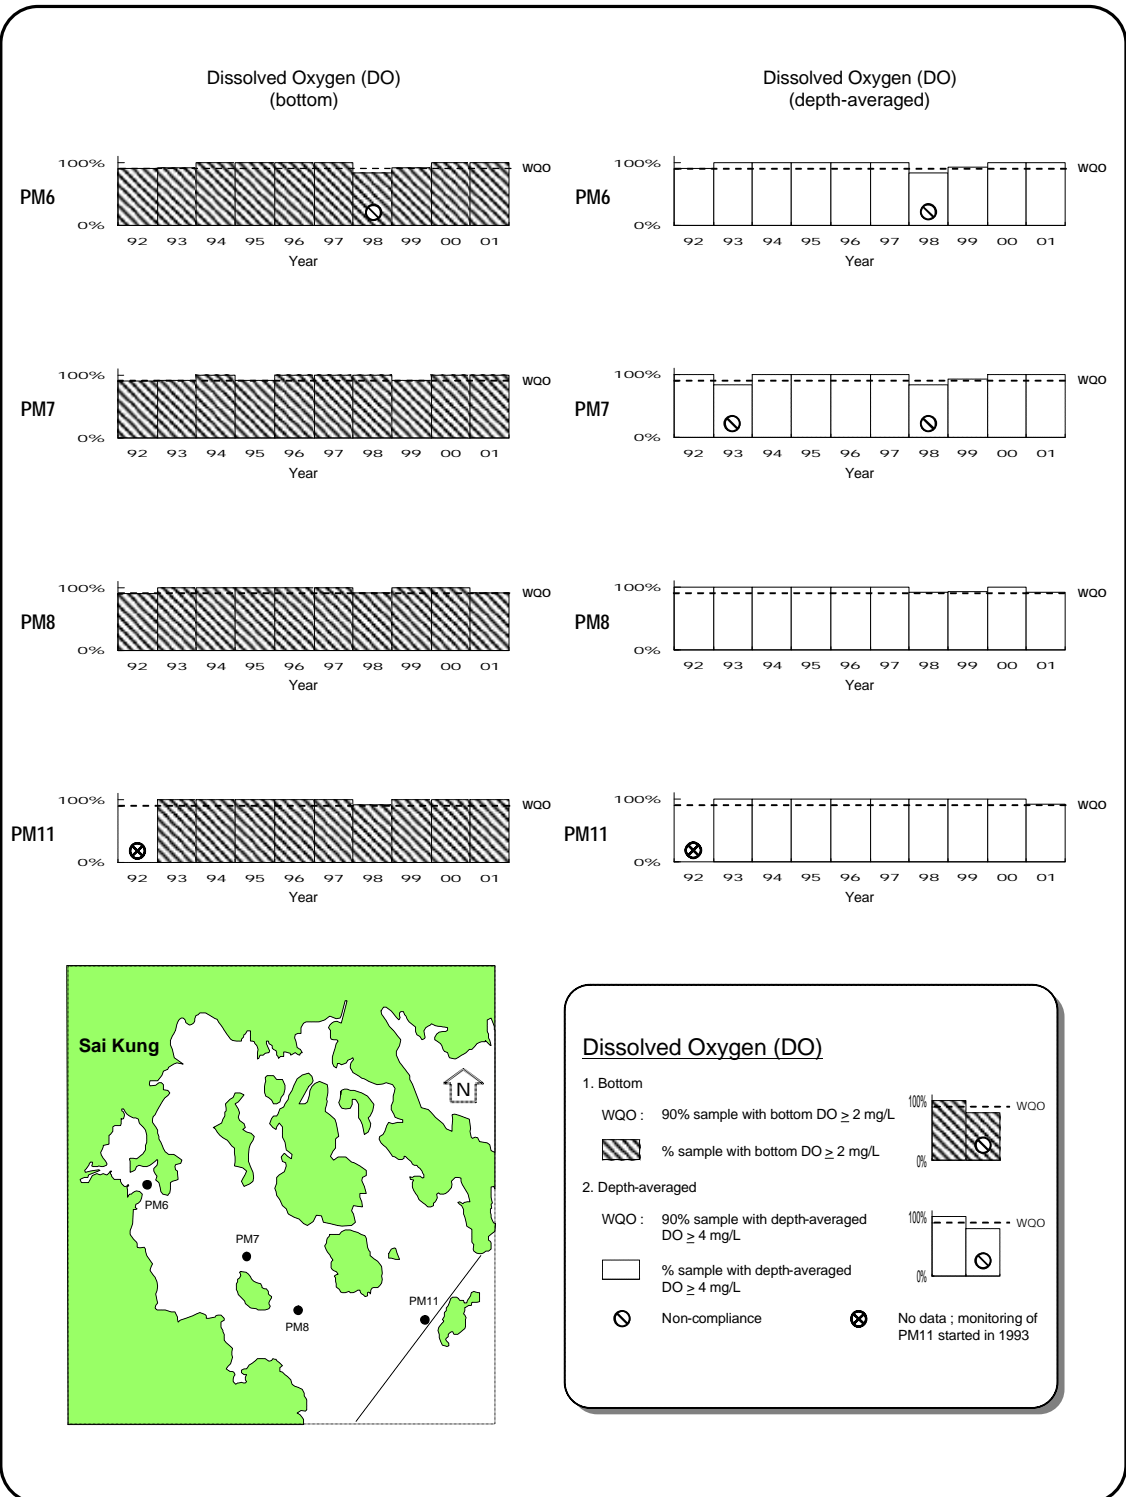 Dissolved Oxygen (DO)
(bottom)
Dissolved Oxygen (DO)
(depth-averaged)
PM6
100%
0%
WQO
92 93 94 95 96 97 98 99 00 01
Year
PM6
100%
0%
WQO
92 93 94 95 96 97 98 99 00 01
Year
PM7
100%
0%
WQO
92 93 94 95 96 97 98 99 00 01
Year
PM7
100%
0%
WQO
92 93 94 95 96 97 98 99 00 01
Year
PM8
100%
0%
WQO
92 93 94 95 96 97 98 99 00 01
Year
PM8
100%
0%
WQO
92 93 94 95 96 97 98 99 00 01
Year
PM11
100%
0%
WQO
92 93 94 95 96 97 98 99 00 01
Year
PM11
100%
0%
WQO
92 93 94 95 96 97 98 99 00 01
Year
Sai Kung
N
PM6
PM7
PM8
PM11
Dissolved Oxygen (DO)
1. Bottom
WQO : 90% sample with bottom DO ≥ 2 mg/L
% sample with bottom DO ≥ 2 mg/L
100%
0%
WQO
2. Depth-averaged
WQO : 90% sample with depth-averaged
DO ≥ 4 mg/L
% sample with depth-averaged
DO ≥ 4 mg/L
100%
0%
WQO
Non-compliance
No data ; monitoring of
PM11 started in 1993